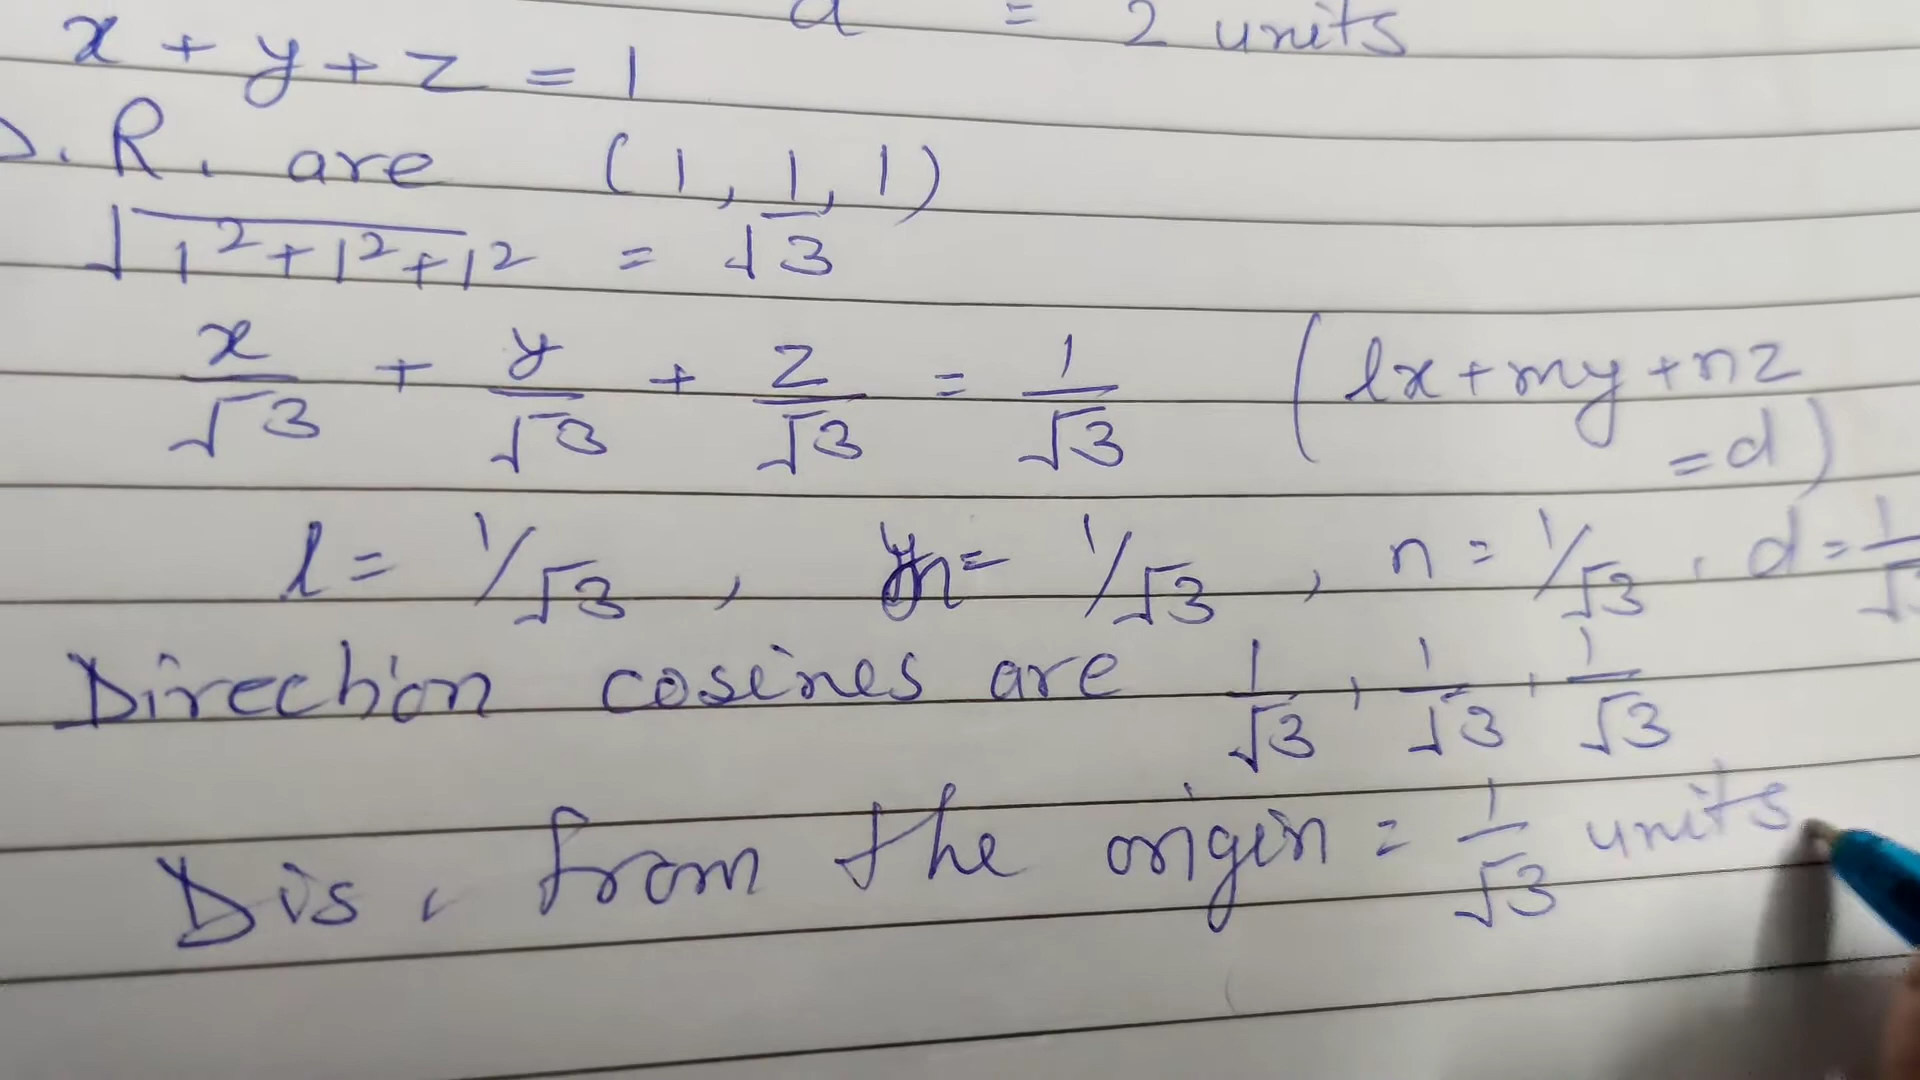 d = 2 units
x + y + z = 1
D. R. are (1, 1, 1)
√1²+1²+1² = √3
x/√3 + y/√3 + z/√3 = 1/√3 (lx+my+nz
=d)
l = 1/√3, m = 1/√3, n = 1/√3, d = 1/√3
Direction cosines are 1/√3, 1/√3, 1/√3
Dis. from the origin = 1/√3 units